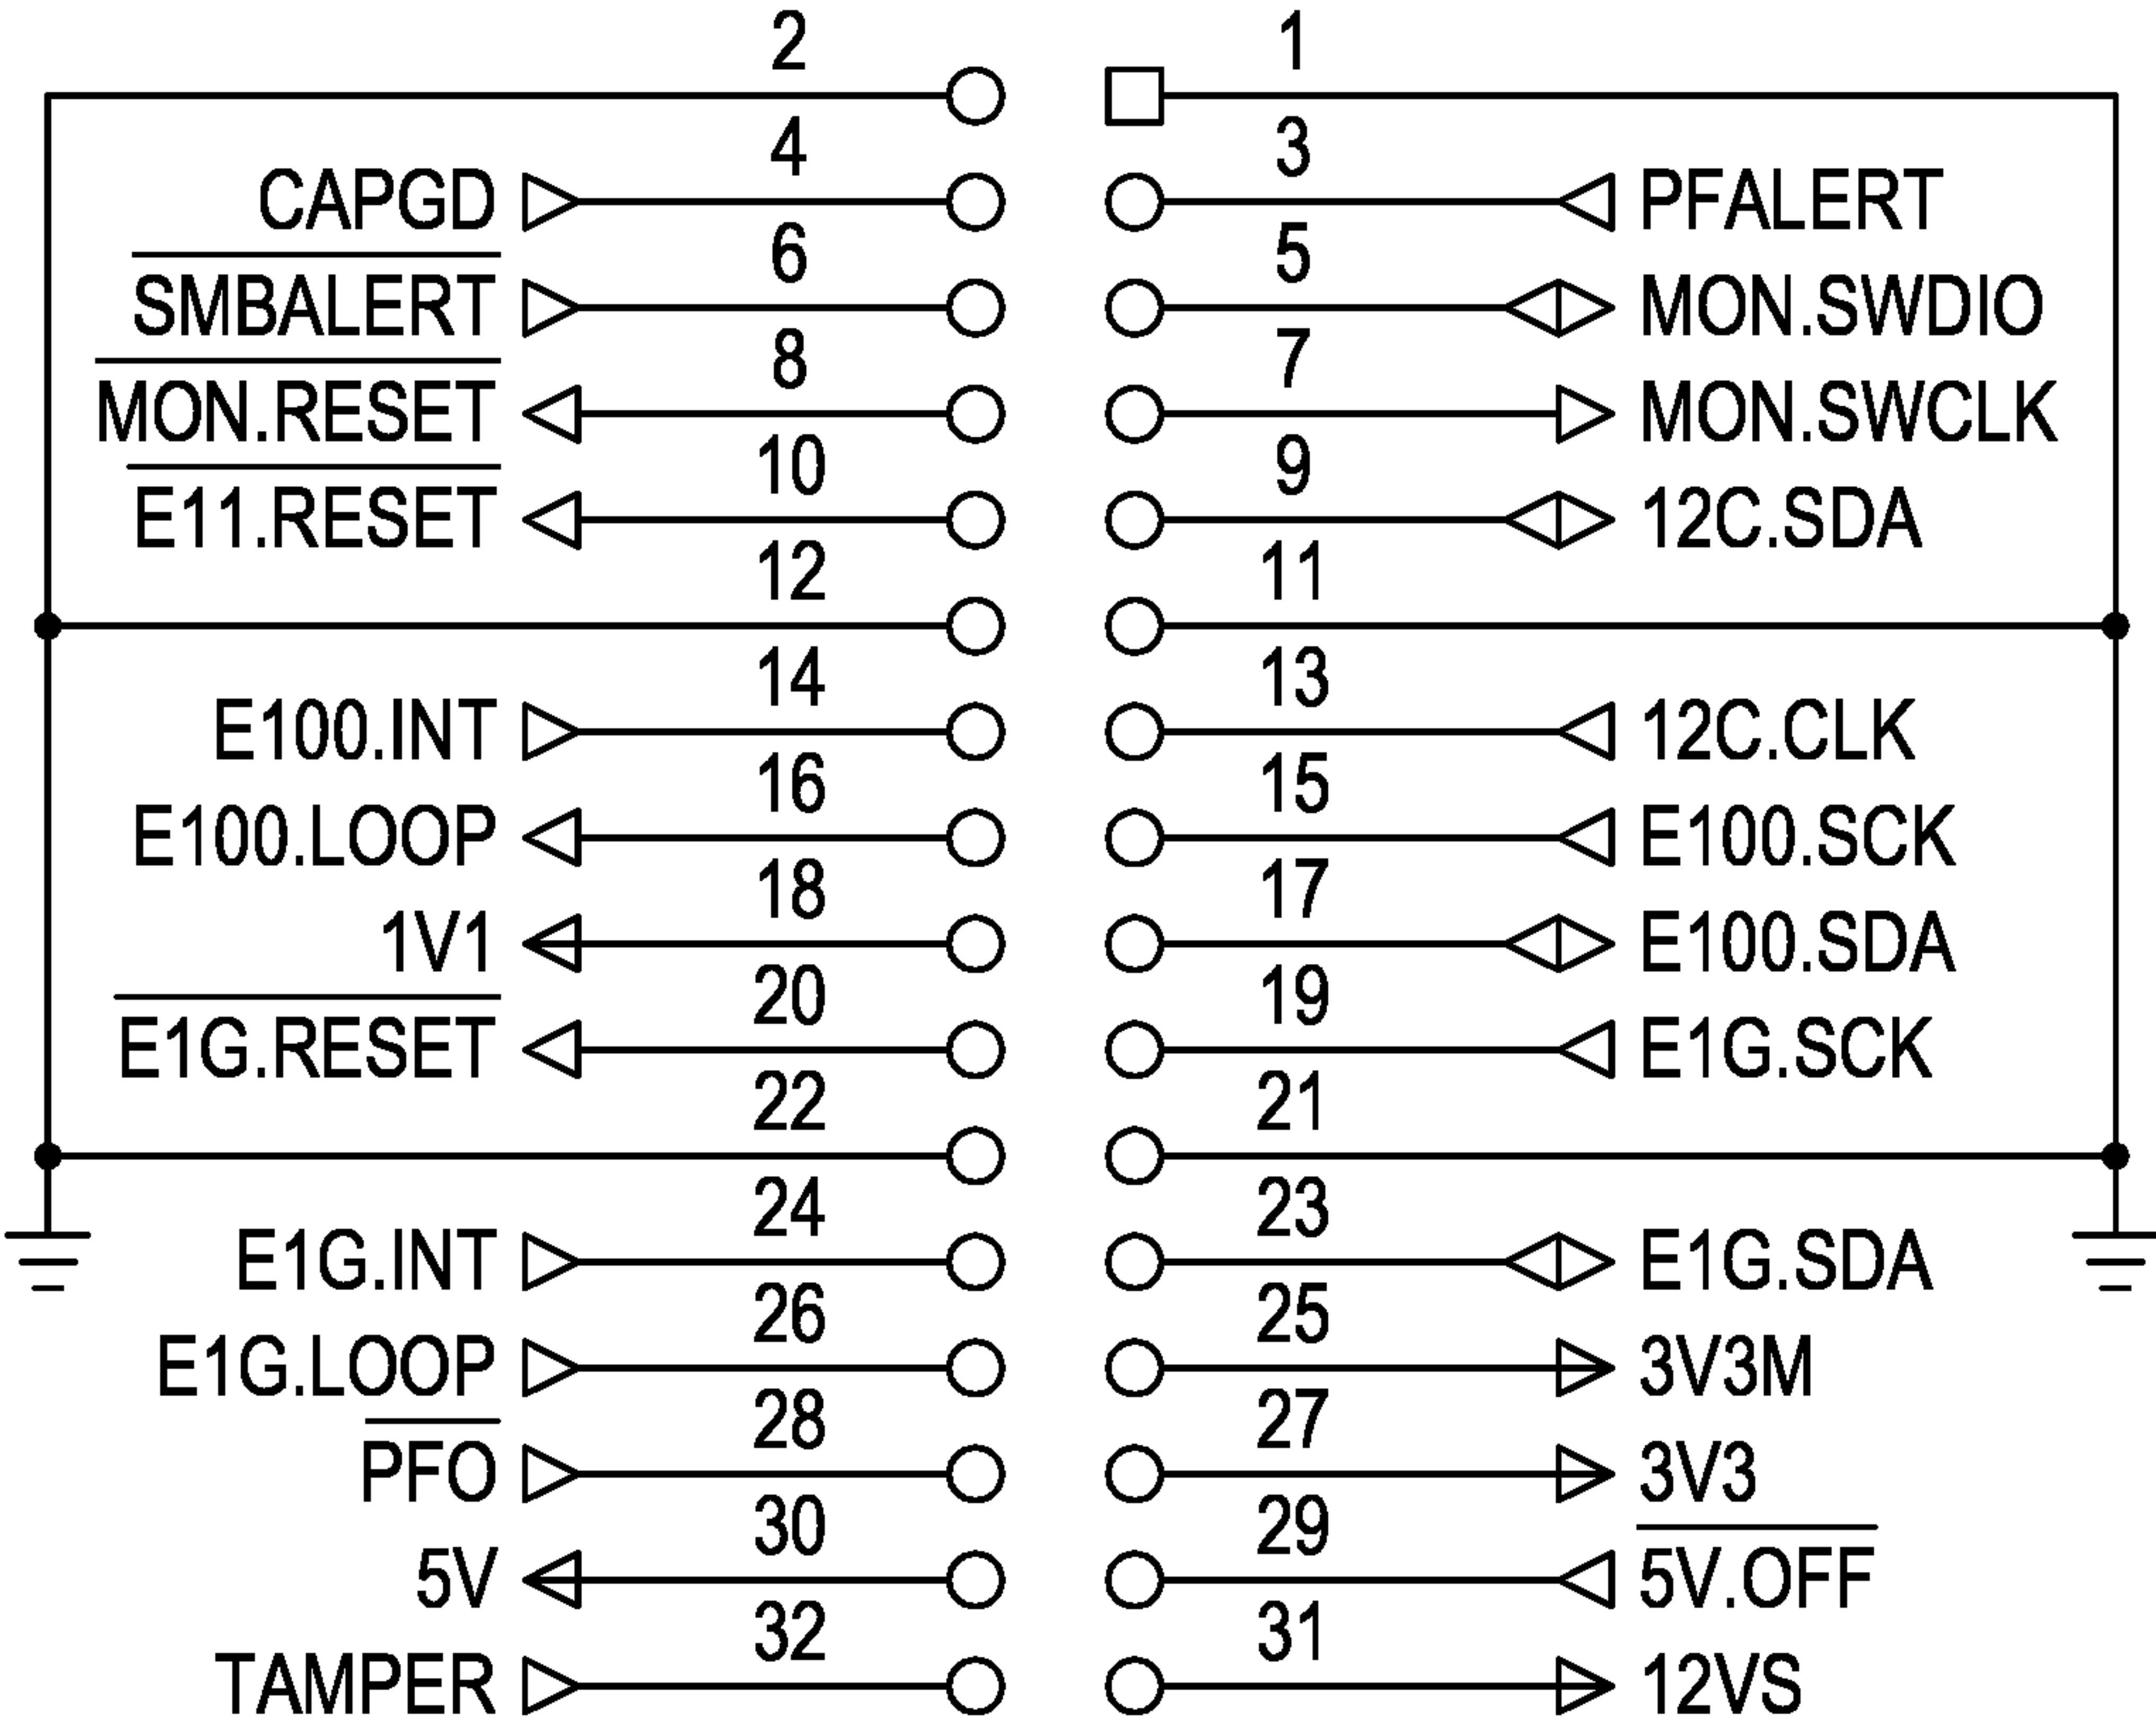 2 1
4 3
CAPGD PFALERT
6 5
SMBALERT MON.SWDIO
8 7
MON.RESET MON.SWCLK
10 9
E11.RESET 12C.SDA
12 11
14 13
E100.INT 12C.CLK
16 15
E100.LOOP E100.SCK
18 17
1V1 E100.SDA
20 19
E1G.RESET E1G.SCK
22 21
24 23
E1G.INT E1G.SDA
26 25
E1G.LOOP 3V3M
28 27
PFO 3V3
30 29
5V 5V.OFF
32 31
TAMPER 12VS